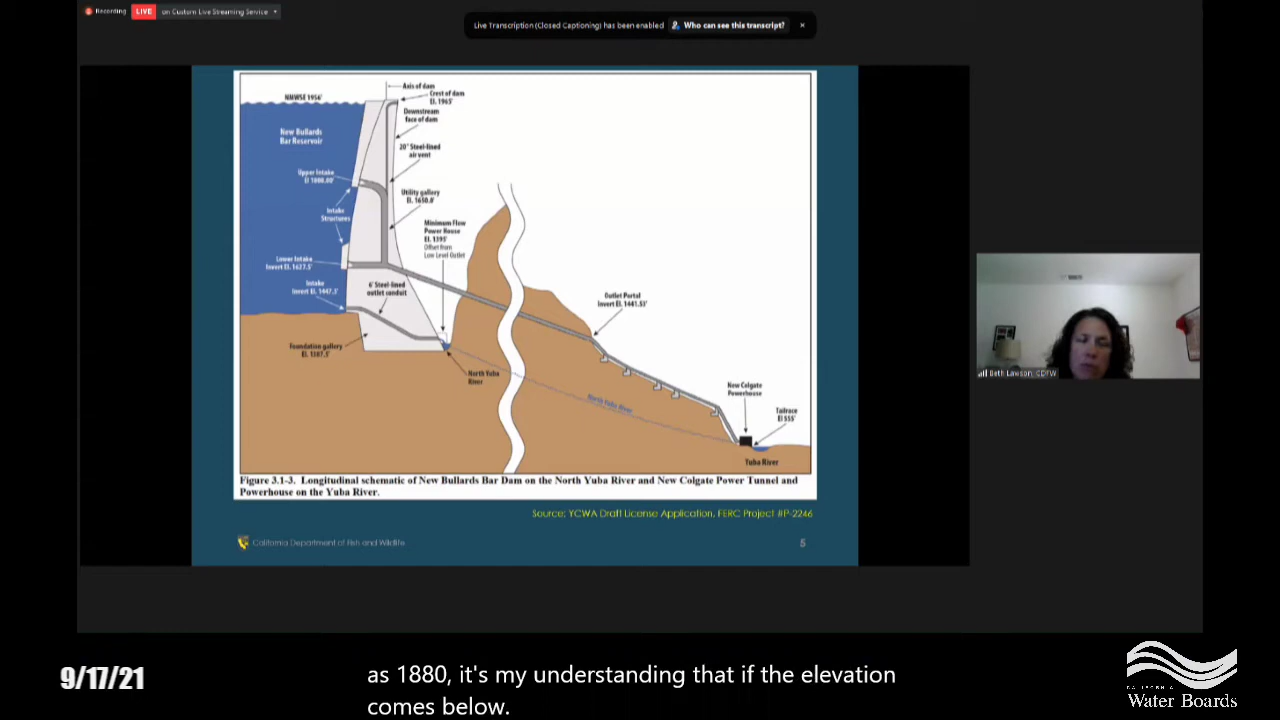 Recording
LIVE
on Custom Live Streaming Service
Live Transcription (Closed Captioning) has been enabled
Who can see this transcript?
NMWSE 1956'
Axis of dam
Crest of dam
El. 1965'
Downstream
face of dam
New Bullards
Bar Reservoir
20" Steel-lined
air vent
Upper Intake
Utility gallery
El. 1650.0'
Intake
Structures
Minimum Flow
Power House
El. 1395'
Offset from
Low Level Outlet
Lower Intake
Invert El. 1627.5'
Intake
Invert El. 1447.3'
6' Steel-lined
outlet conduit
Outlet Portal
Invert El. 1441.53'
Foundation gallery
El. 1387.5'
North Yuba
River
North Yuba River
New Colgate
Powerhouse
Tailrace
El 555'
Yuba River
Figure 3.1-3. Longitudinal schematic of New Bullards Bar Dam on the North Yuba River and New Colgate Power Tunnel and
Powerhouse on the Yuba River.
Source: YCWA Draft License Application, FERC Project #P-2246
California Department of Fish and Wildlife
5
Beth Lawson, CDFW
as 1880, it's my understanding that if the elevation
comes below.
9/17/21
CALIFORNIA
Water Boards